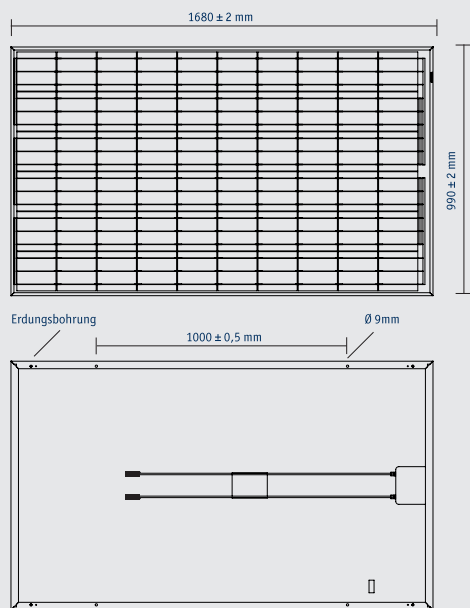 1680 ± 2 mm
990 ± 2 mm
Erdungsbohrung
Ø 9mm
1000 ± 0,5 mm